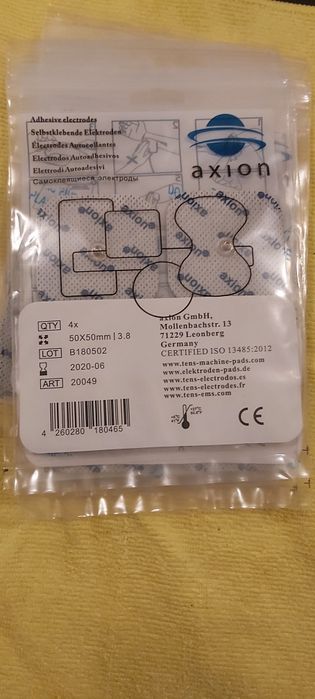 Adhesive electrodes
Selbstklebende Elektroden
Électrodes Autocollantes
Electrodos Autoadhesivos
Elettrodi Autoadesivi
Самоклеящиеся электроды
axion
axion GmbH,
Mollenbachstr. 13
71229 Leonberg
Germany
CERTIFIED ISO 13485:2012
QTY 4x
50X50mm | 3.8
LOT B180502
2020-06
ART 20049
www.tens-machine-pads.com
www.elektroden-pads.de
www.tens-electrodos.es
www.tens-electrodes.fr
www.tens-ems.com
4 260280 180465
CE